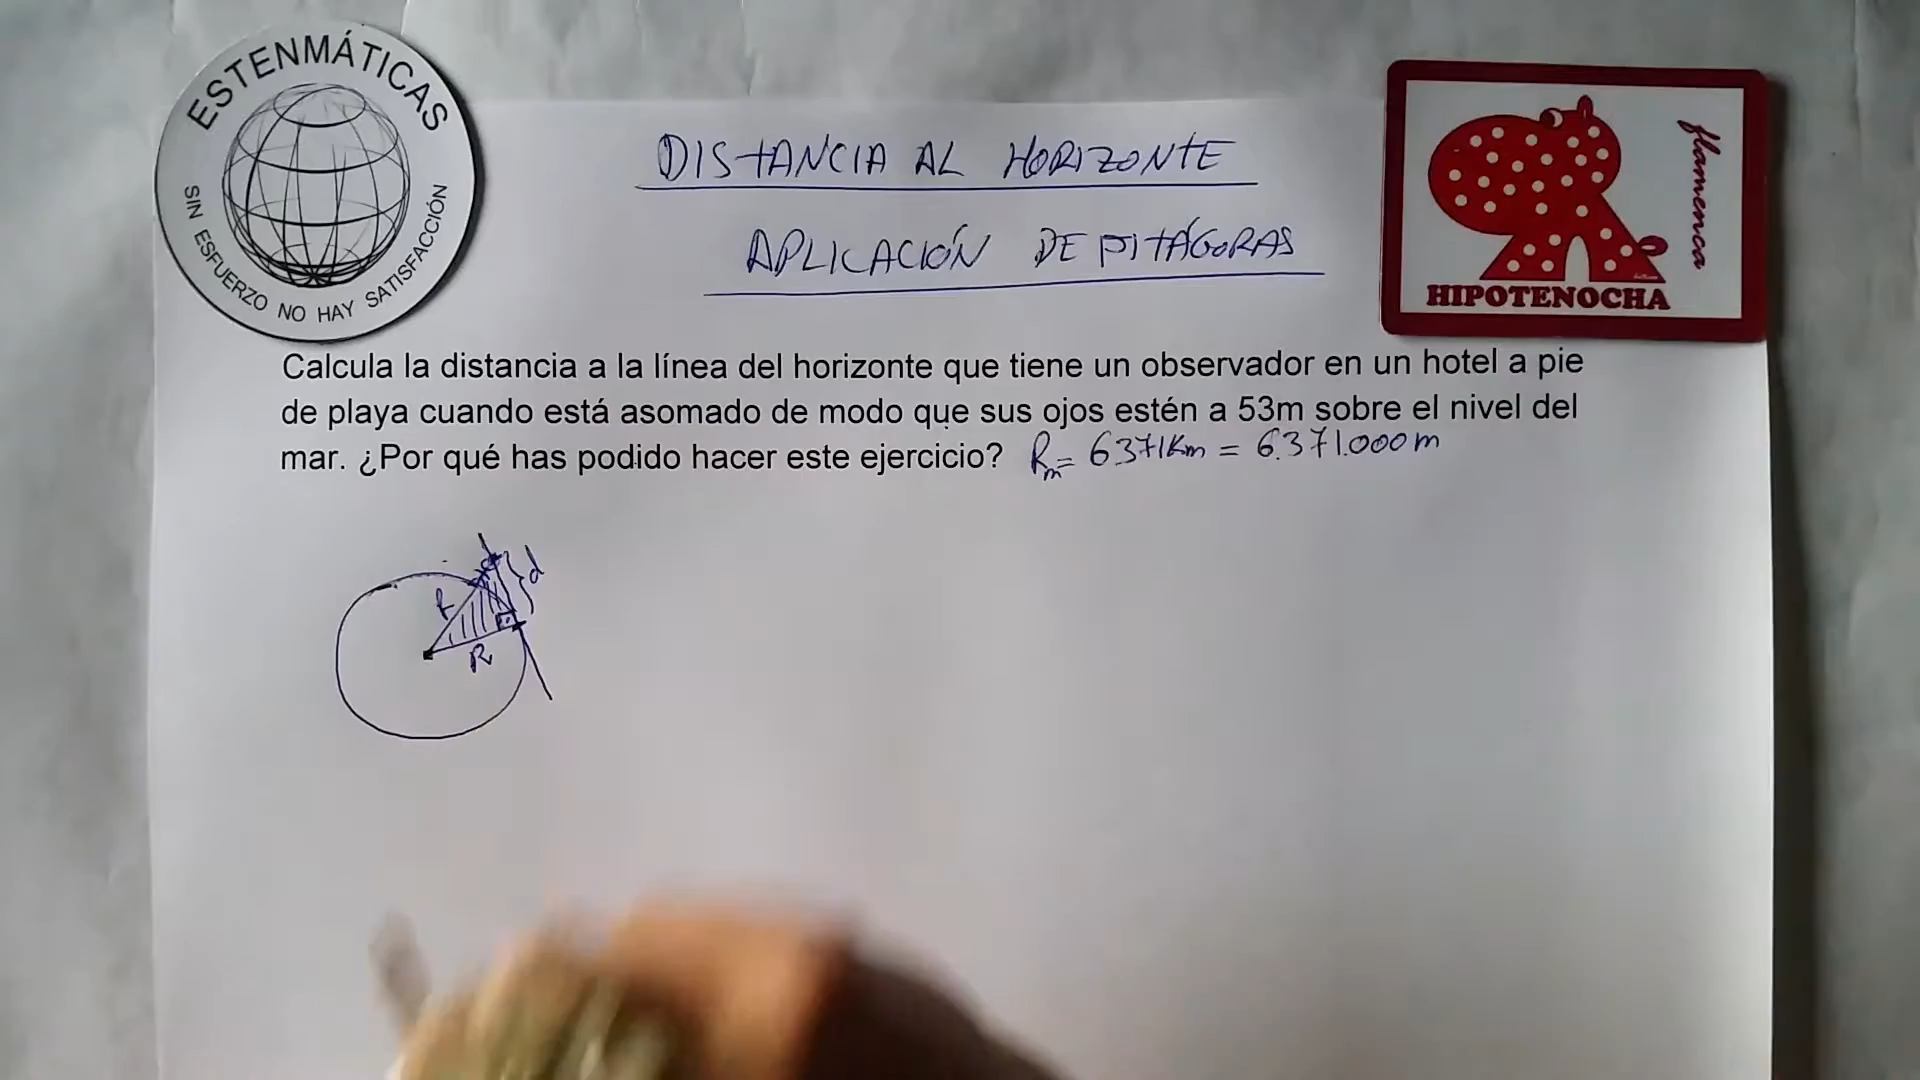 ESTENMÁTICAS
SIN ESFUERZO NO HAY SATISFACCIÓN
DISTANCIA AL HORIZONTE
APLICACIÓN DE PITÁGORAS
flamenca
HIPOTENOCHA
Calcula la distancia a la línea del horizonte que tiene un observador en un hotel a pie
de playa cuando está asomado de modo que sus ojos estén a 53m sobre el nivel del
mar. ¿Por qué has podido hacer este ejercicio? Rm = 6371Km = 6.371.000m
d
R
R